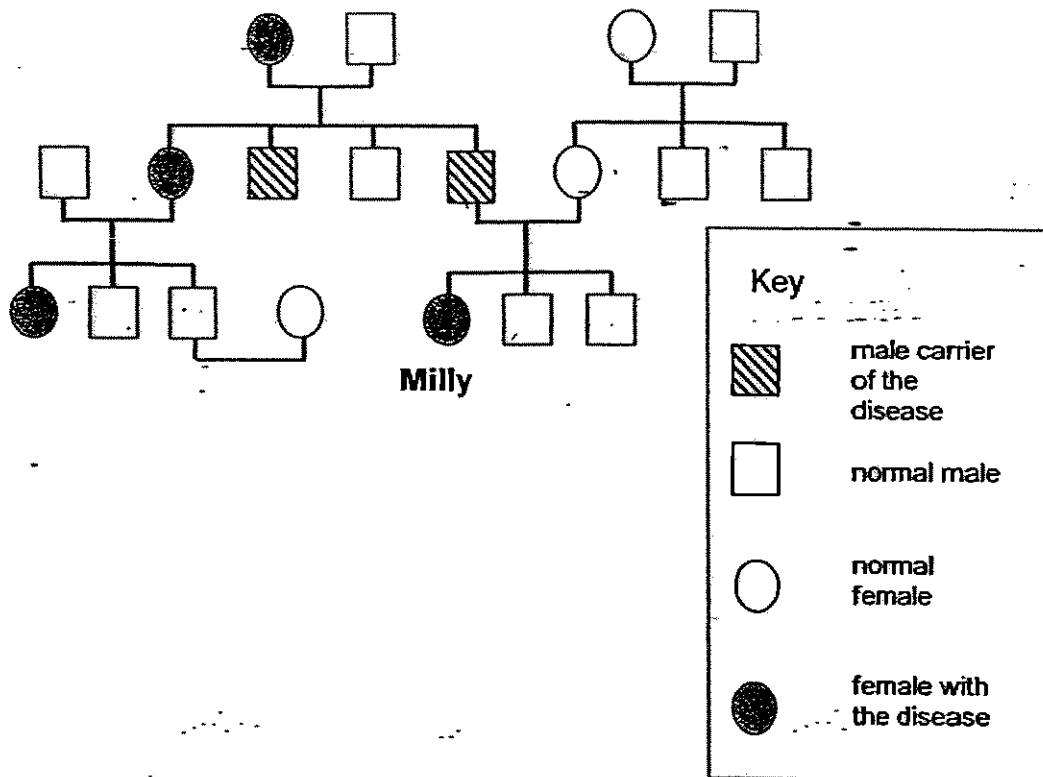 Milly
Key
male carrier
of the
disease
normal male
normal
female
female with
the disease